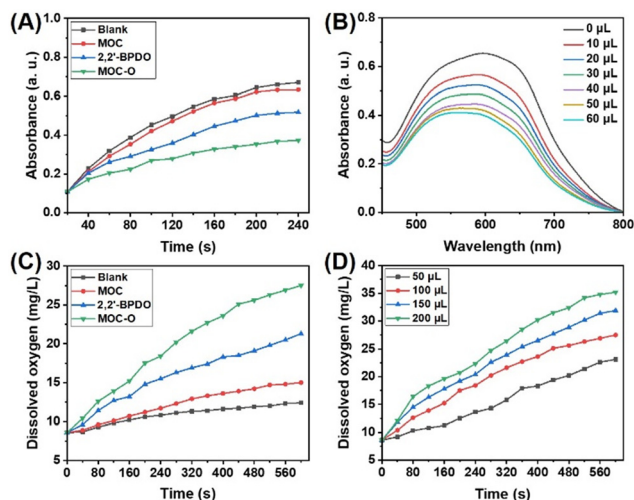 (A)
Absorbance (a. u.)
1.0
0.8
0.6
0.4
0.2
0.0
Blank
MOC
2,2'-BPDO
MOC-O
40 80 120 160 200 240
Time (s)
(B)
Absorbance (a. u.)
0.8
0.6
0.4
0.2
0.0
0 µL
10 µL
20 µL
30 µL
40 µL
50 µL
60 µL
500 600 700 800
Wavelength (nm)
(C)
Dissolved oxygen (mg/L)
30
25
20
15
10
5
Blank
MOC
2,2'-BPDO
MOC-O
0 80 160 240 320 400 480 560
Time (s)
(D)
Dissolved oxygen (mg/L)
40
35
30
25
20
15
10
5
50 µL
100 µL
150 µL
200 µL
0 80 160 240 320 400 480 560
Time (s)